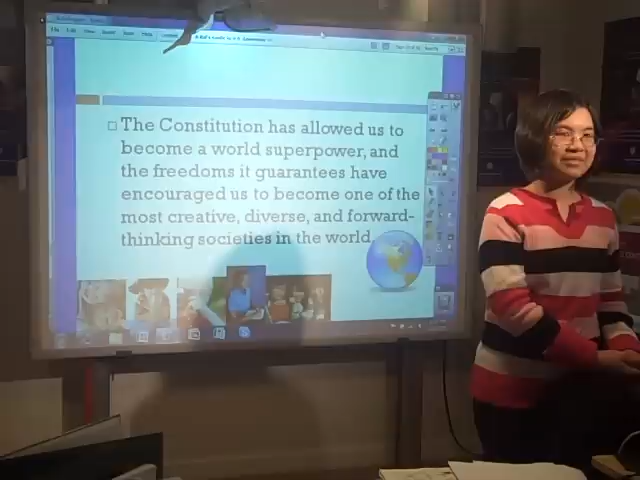 The Constitution has allowed us to
become a world superpower, and
the freedoms it guarantees have
encouraged us to become one of the
most creative, diverse, and forward-
thinking societies in the world